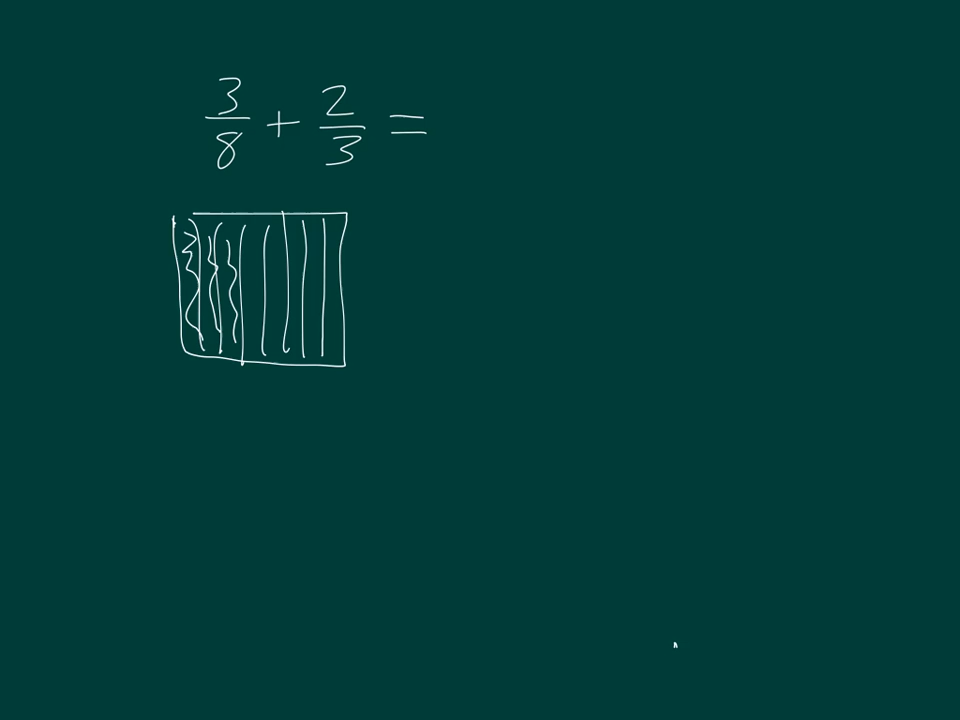 3/8 + 2/3 =